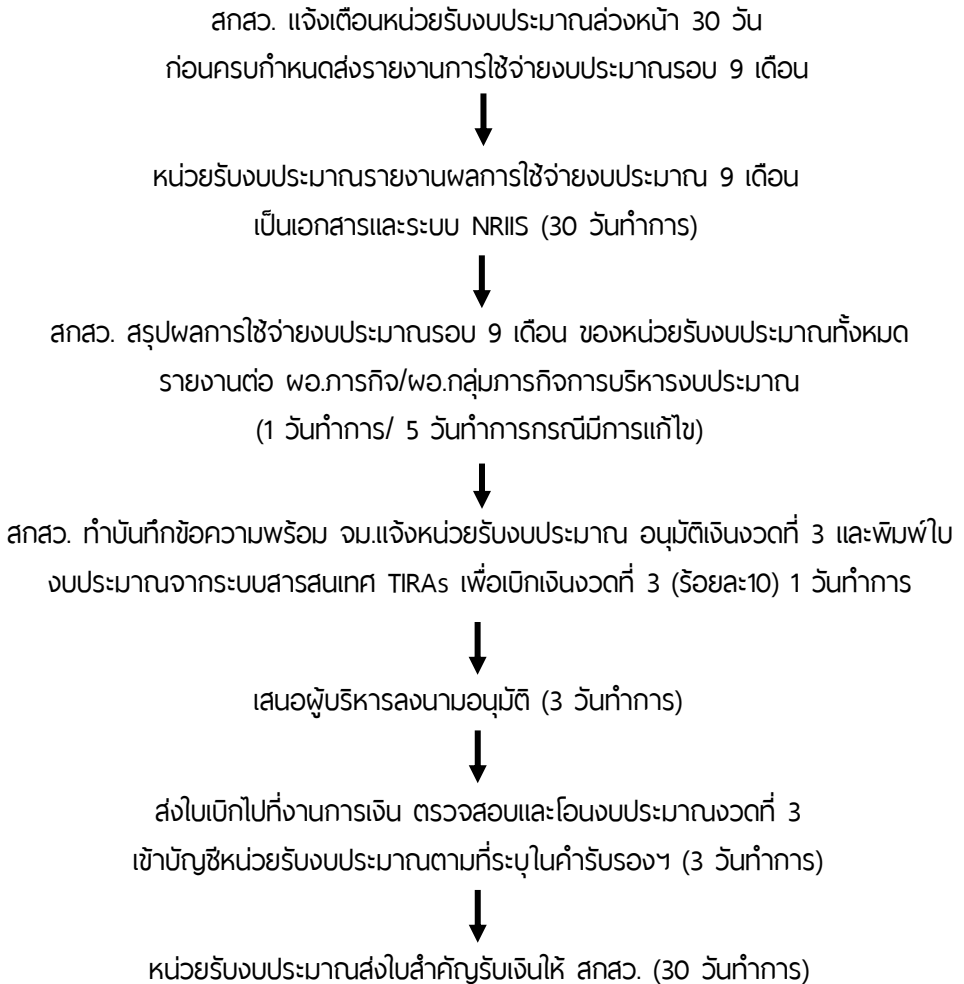 สกสว. แจ้งเตือนหน่วยรับงบประมาณล่วงหน้า 30 วัน
ก่อนครบกำหนดส่งรายงานการใช้จ่ายงบประมาณรอบ 9 เดือน
หน่วยรับงบประมาณรายงานผลการใช้จ่ายงบประมาณ 9 เดือน
เป็นเอกสารและระบบ NRIIS (30 วันทำการ)
สกสว. สรุปผลการใช้จ่ายงบประมาณรอบ 9 เดือน ของหน่วยรับงบประมาณทั้งหมด
รายงานต่อ ผอ.ภารกิจ/ผอ.กลุ่มภารกิจการบริหารงบประมาณ
(1 วันทำการ/ 5 วันทำการกรณีมีการแก้ไข)
สกสว. ทำบันทึกข้อความพร้อม จม.แจ้งหน่วยรับงบประมาณ อนุมัติเงินงวดที่ 3 และพิมพ์ใบ
งบประมาณจากระบบสารสนเทศ TIRAs เพื่อเบิกเงินงวดที่ 3 (ร้อยละ10) 1 วันทำการ
เสนอผู้บริหารลงนามอนุมัติ (3 วันทำการ)
ส่งใบเบิกไปที่งานการเงิน ตรวจสอบและโอนงบประมาณงวดที่ 3
เข้าบัญชีหน่วยรับงบประมาณตามที่ระบุในคำรับรองฯ (3 วันทำการ)
หน่วยรับงบประมาณส่งใบสำคัญรับเงินให้ สกสว. (30 วันทำการ)